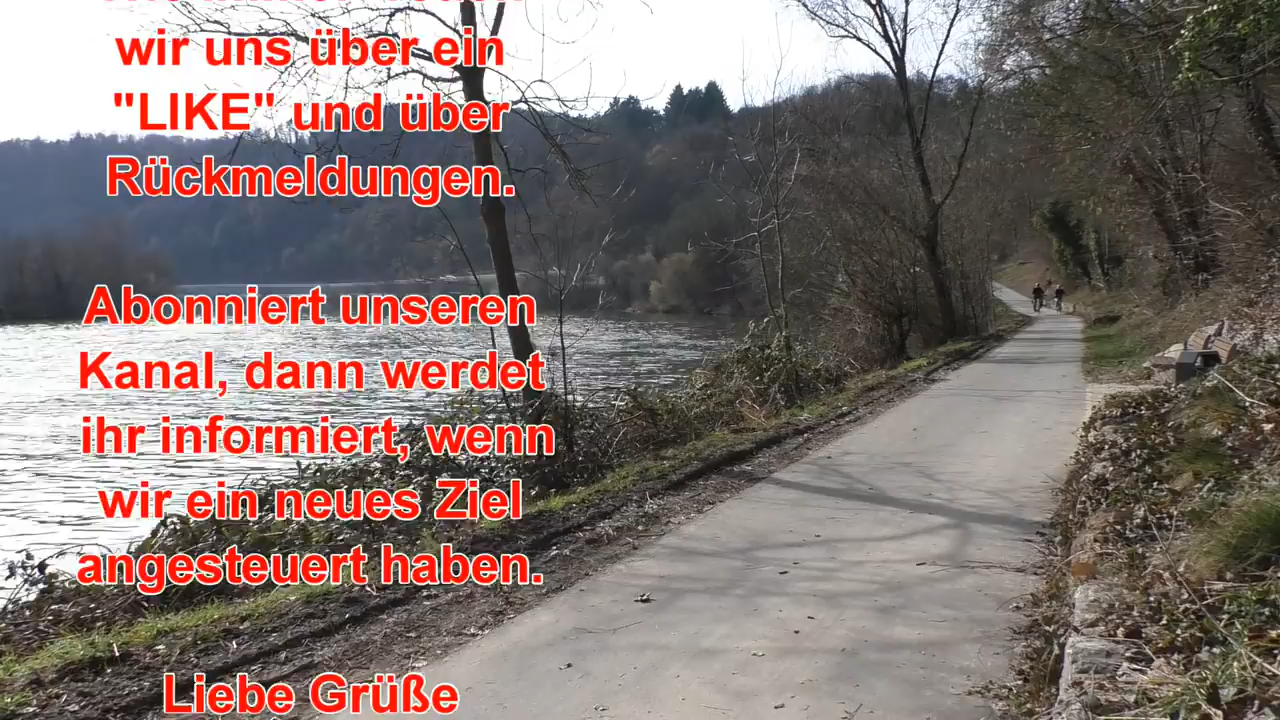 wir uns über ein
"LIKE" und über
Rückmeldungen.
Abonniert unseren
Kanal, dann werdet
ihr informiert, wenn
wir ein neues Ziel
angesteuert haben.
Liebe Grüße